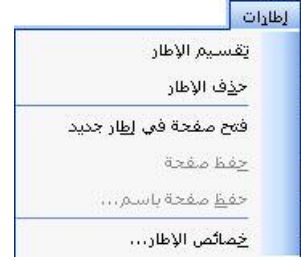 إطارات
تقسيم الإطار
حذف الإطار
فتح صفحة في إطار جديد
حفظ صفحة
حفظ صفحة باسم...
خصائص الإطار...